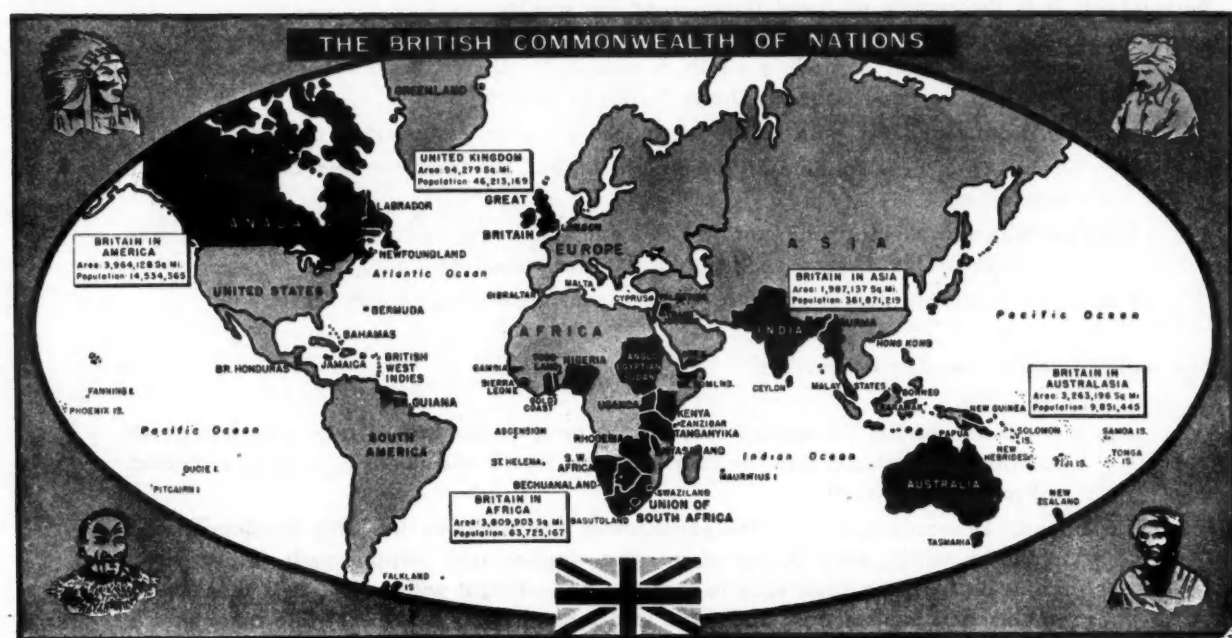 THE BRITISH COMMONWEALTH OF NATIONS
GREENLAND
UNITED KINGDOM
Area: 94,279 Sq. Mi.
Population: 46,213,169
GREAT
BRITAIN
LONDON
LABRADOR
NEWFOUNDLAND
BRITAIN IN
AMERICA
Area: 3,964,128 Sq. Mi.
Population: 14,534,565
EUROPE
ASIA
Atlantic Ocean
UNITED STATES
BRITAIN IN ASIA
Area: 1,987,137 Sq. Mi.
Population: 361,871,219
GIBRALTAR
MALTA
CYPRUS
BERMUDA
Pacific Ocean
AFRICA
INDIA
BURMA
BAHAMAS
HONG KONG
JAMAICA
BRITISH
WEST
INDIES
BR. HONDURAS
GAMBIA
TOGO
LAND
NIGERIA
ANGLO
EGYPTIAN
SUDAN
SIERRA
LEONE
GOLD
COAST
CEYLON
MALAY STATES
BORNEO
SARAWAK
BRITAIN IN
AUSTRALASIA
Area: 3,263,196 Sq. Mi.
Population: 9,851,445
FANNING I.
PHOENIX IS.
GUIANA
UGANDA
KENYA
ZANZIBAR
TANGANYIKA
NEW GUINEA
PAPUA
SOLOMON
IS.
SAMOA IS.
Pacific Ocean
SOUTH
AMERICA
ASCENSION
RHODESIA
NYASALAND
Indian Ocean
NEW
HEBRIDES
FIJI IS.
TONGA
IS.
DUCIE I.
PITCAIRN I.
ST. HELENA
S. W.
AFRICA
BECHUANALAND
MAURITIUS I.
AUSTRALIA
SWAZILAND
UNION OF
SOUTH AFRICA
BASUTOLAND
BRITAIN IN
AFRICA
Area: 3,809,903 Sq. Mi.
Population: 63,725,167
NEW
ZEALAND
TASMANIA
FALKLAND
IS.